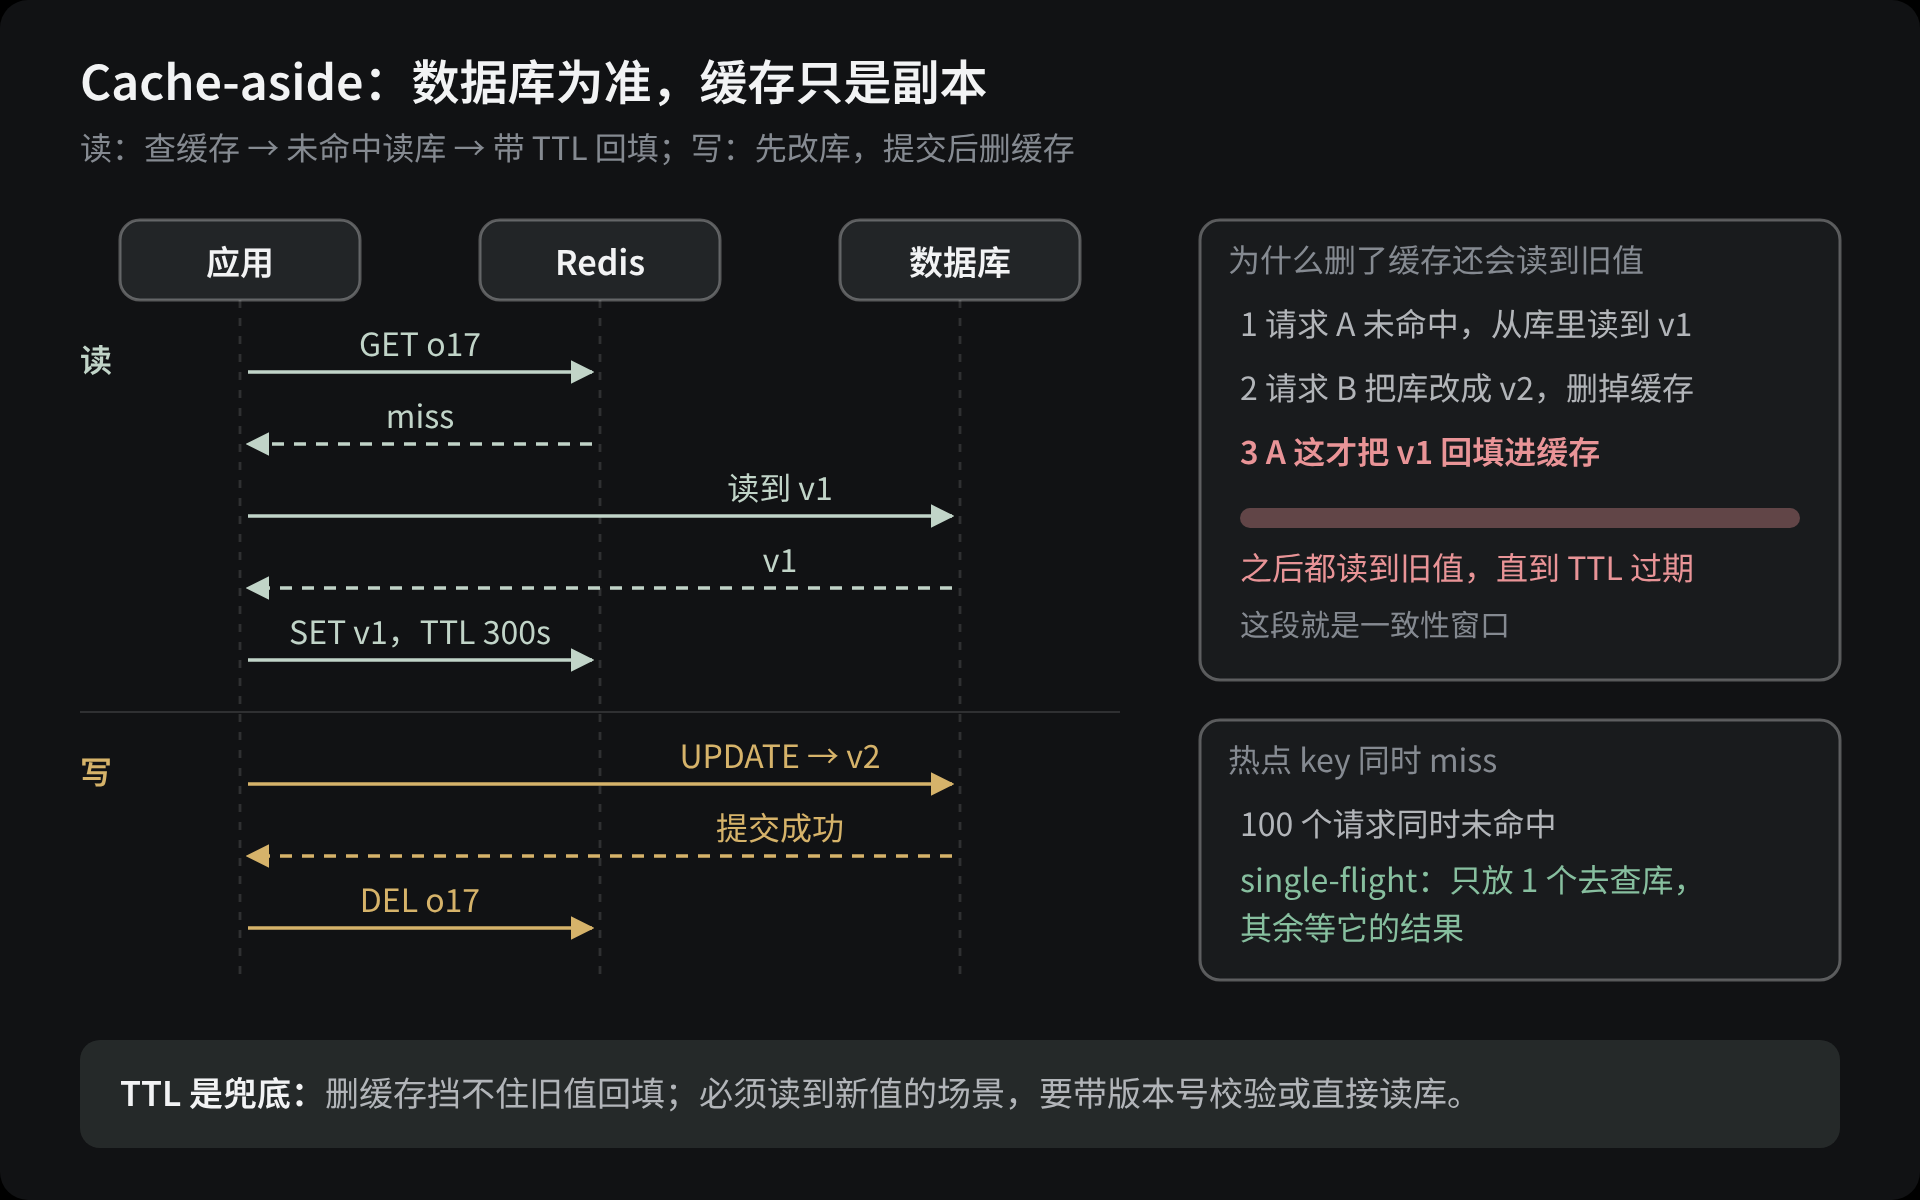 Cache-aside：数据库为准，缓存只是副本
读：查缓存 → 未命中读库 → 带 TTL 回填；写：先改库，提交后删缓存
应用
Redis
数据库
读
GET o17
miss
读到 v1
v1
SET v1，TTL 300s
写
UPDATE → v2
提交成功
DEL o17
为什么删了缓存还会读到旧值
1 请求 A 未命中，从库里读到 v1
2 请求 B 把库改成 v2，删掉缓存
3 A 这才把 v1 回填进缓存
之后都读到旧值，直到 TTL 过期
这段就是一致性窗口
热点 key 同时 miss
100 个请求同时未命中
single-flight：只放 1 个去查库，
其余等它的结果
TTL 是兜底：删缓存挡不住旧值回填；必须读到新值的场景，要带版本号校验或直接读库。